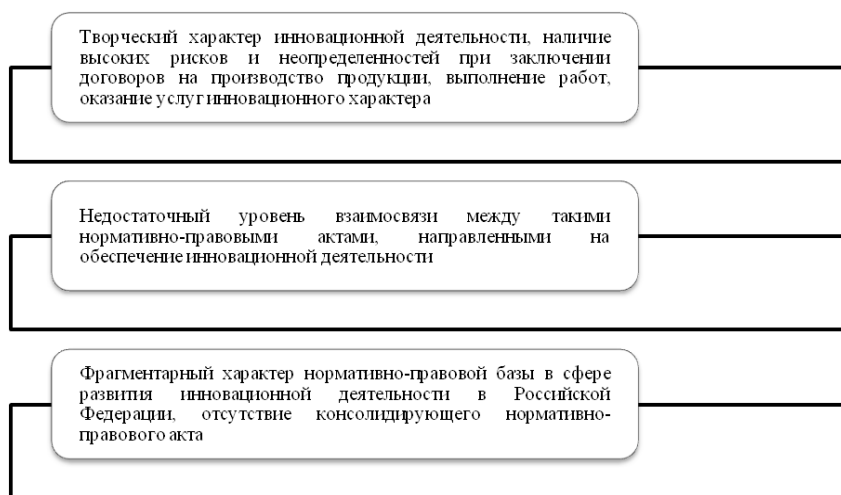 Творческий характер инновационной деятельности, наличие
высоких рисков и неопределенностей при заключении
договоров на производство продукции, выполнение работ,
оказание услуг инновационного характера
Недостаточный уровень взаимосвязи между такими
нормативно-правовыми актами, направленными на
обеспечение инновационной деятельности
Фрагментарный характер нормативно-правовой базы в сфере
развития инновационной деятельности в Российской
Федерации, отсутствие консолидирующего нормативно-
правового акта